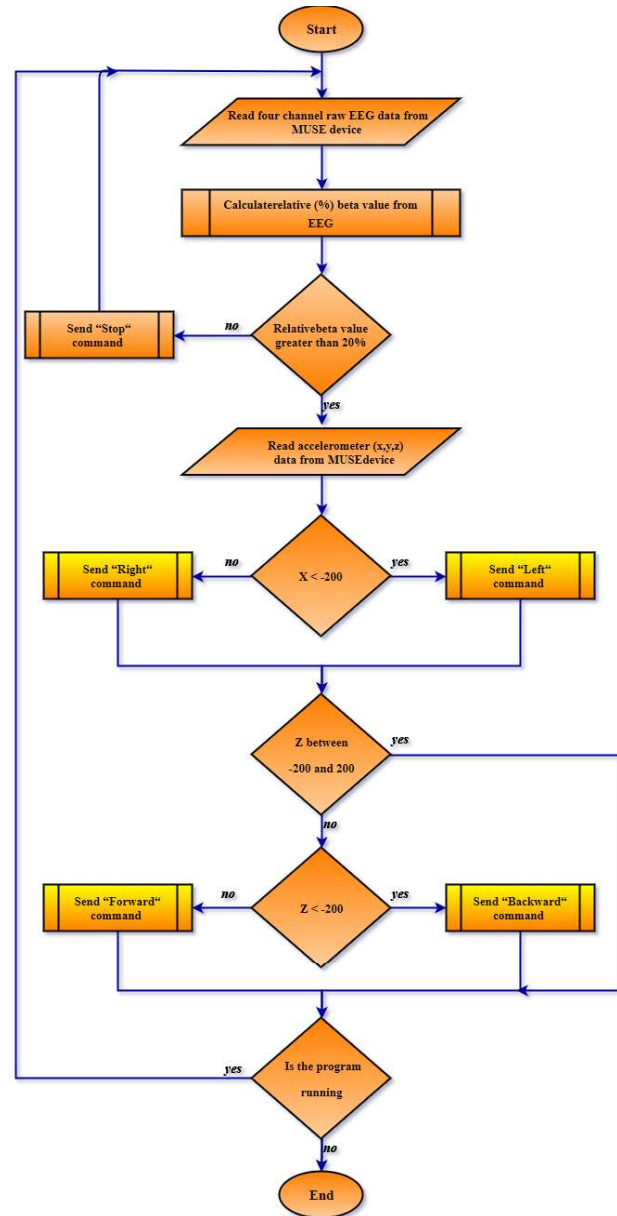 Start
Read four channel raw EEG data from
MUSE device
Calculaterelative (%) beta value from
EEG
Send “Stop“
command
no
Relativebeta value
greater than 20%
yes
Read accelerometer (x,y,z)
data from MUSEdevice
Send “Right“
command
no
X < -200
yes
Send “Left“
command
Z between
-200 and 200
yes
no
Send “Forward“
command
no
Z < -200
yes
Send “Backward“
command
yes
Is the program
running
no
End